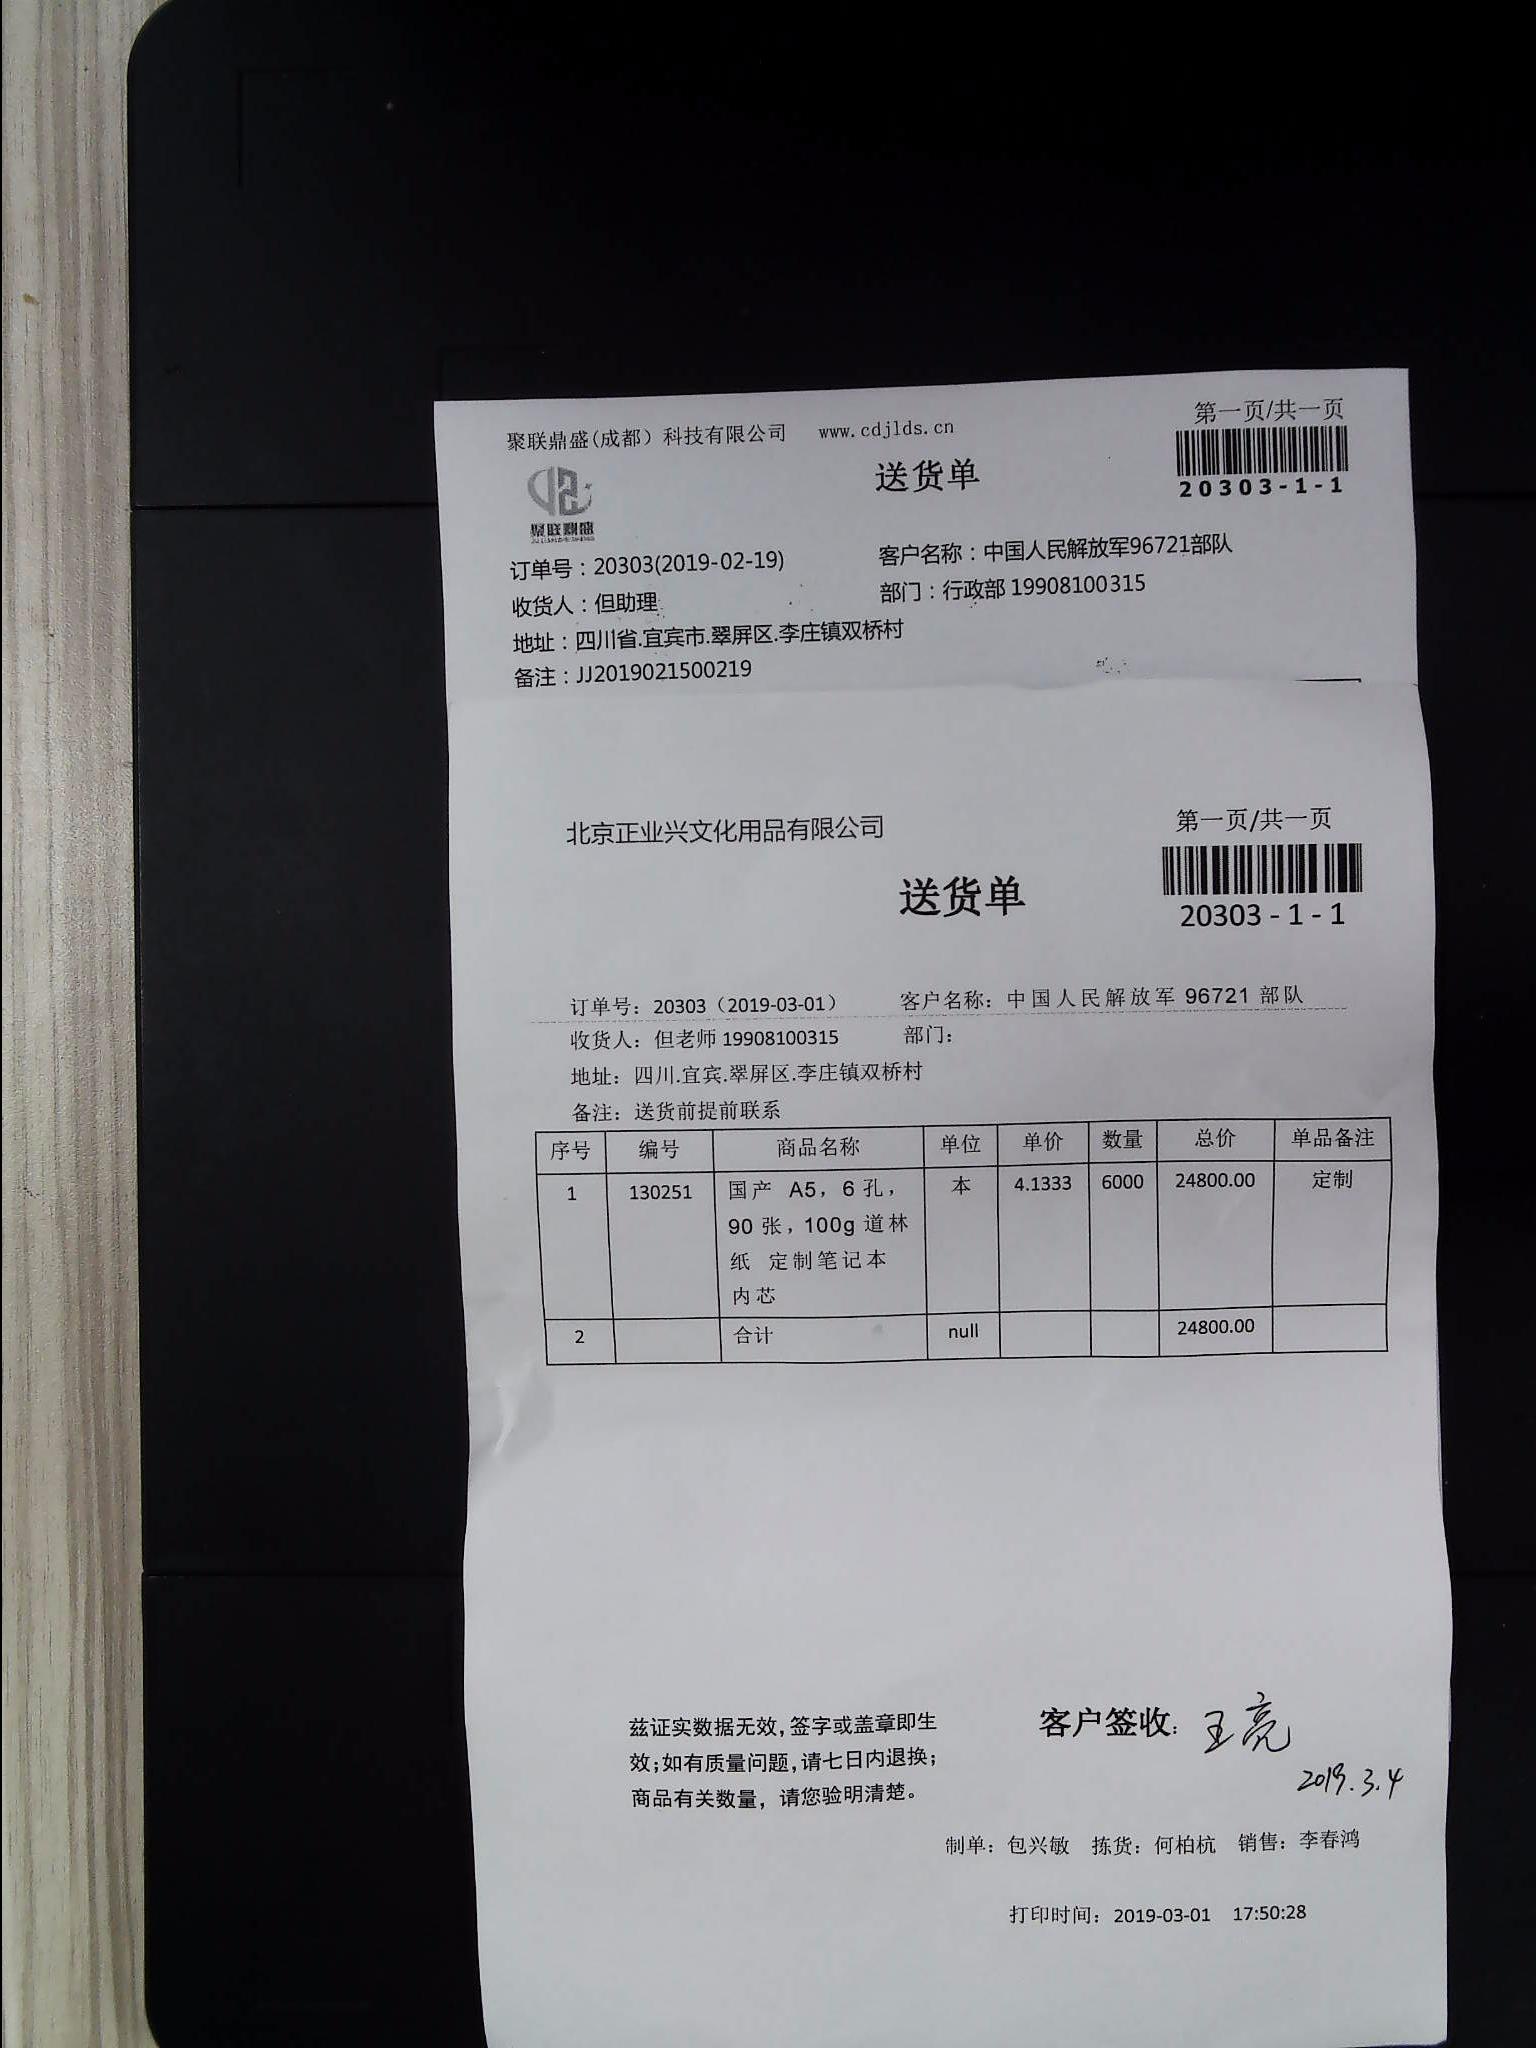 聚联鼎盛(成都）科技有限公司 www.cdjlds.cn
第一页/共一页
送货单
20303-1-1
聚联鼎盛
订单号：20303(2019-02-19) 客户名称：中国人民解放军96721部队
收货人：但助理 部门：行政部 19908100315
地址：四川省.宜宾市.翠屏区.李庄镇双桥村
备注：JJ2019021500219
北京正业兴文化用品有限公司 第一页/共一页
送货单
20303-1-1
订单号：20303（2019-03-01） 客户名称：中国人民解放军 96721 部队
收货人：但老师 19908100315 部门：
地址：四川.宜宾.翠屏区.李庄镇双桥村
备注：送货前提前联系
序号 编号 商品名称 单位 单价 数量 总价 单品备注
1 130251 国产 A5，6 孔， 本 4.1333 6000 24800.00 定制
90 张，100g 道林
纸 定制笔记本
内芯
2 合计 null 24800.00
兹证实数据无效,签字或盖章即生
效;如有质量问题,请七日内退换;
商品有关数量，请您验明清楚。
客户签收：王亮
2019.3.4
制单：包兴敏 拣货：何柏杭 销售：李春鸿
打印时间：2019-03-01 17:50:28